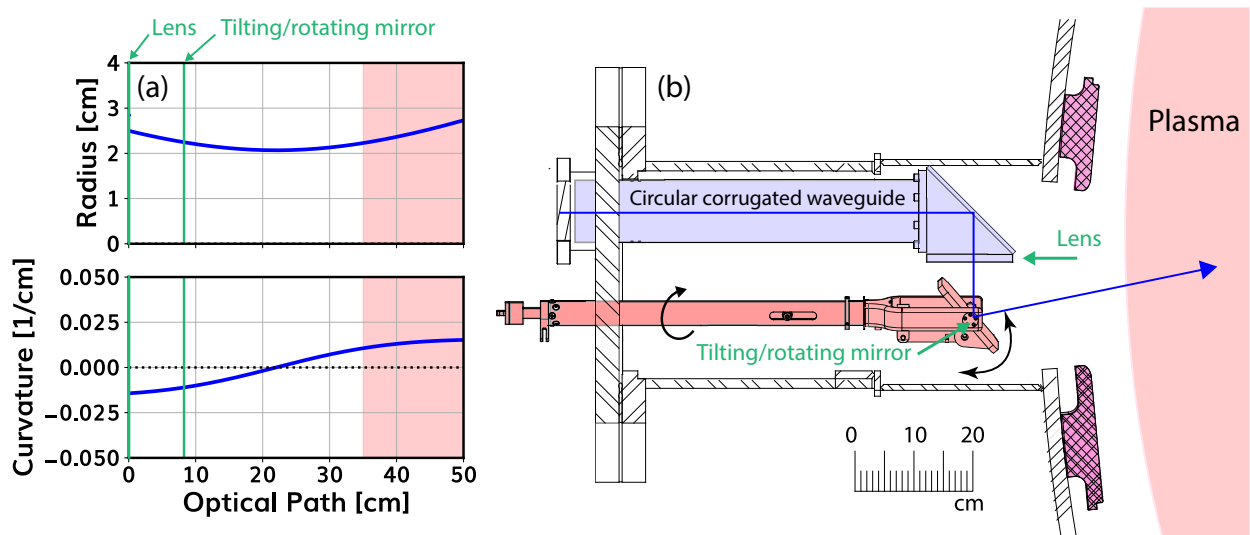 Lens
Tilting/rotating mirror
(a)
Radius [cm]
4
3
2
1
0
Curvature [1/cm]
0.050
0.025
0.000
−0.025
−0.050
0 10 20 30 40 50
Optical Path [cm]
(b)
Plasma
Circular corrugated waveguide
Lens
Tilting/rotating mirror
0 10 20
cm